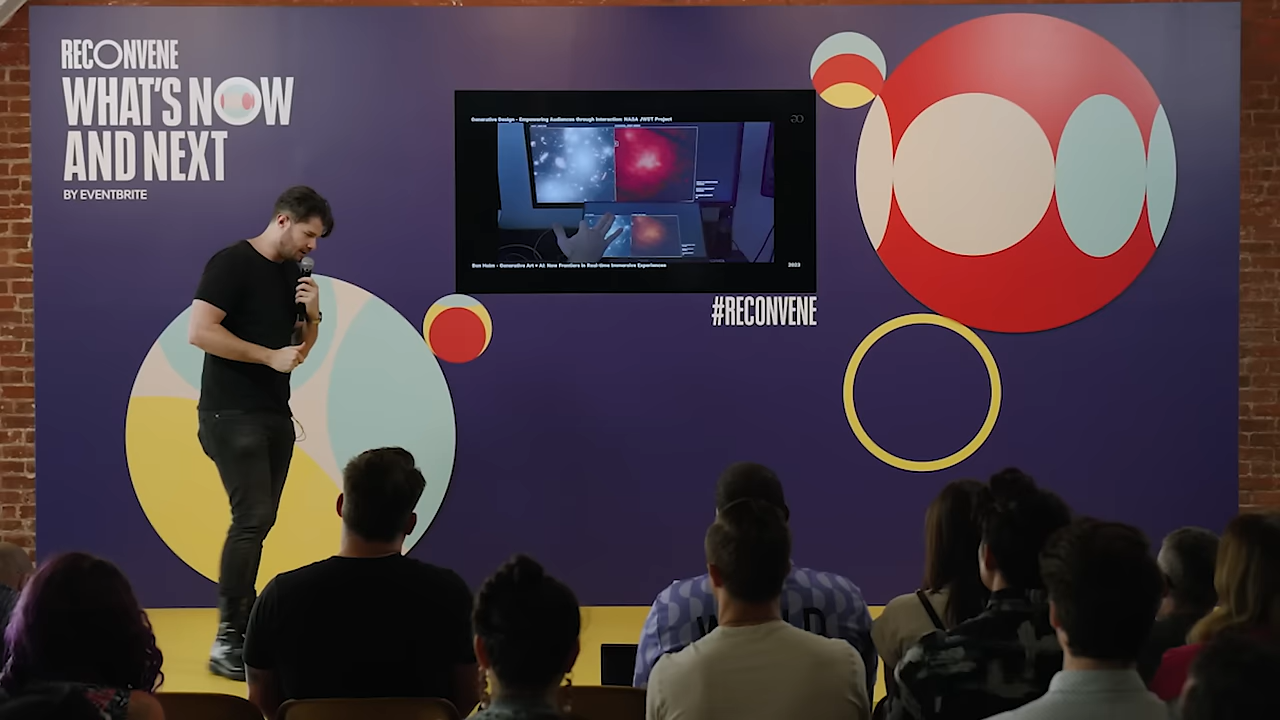 RECONVENE
WHAT'S NOW
AND NEXT
BY EVENTBRITE
Generative Design - Empowering Audiences through Interaction: NASA JWST Project
Generative Art + AI: New Frontiers in Real-time Immersive Experiences
2023
#RECONVENE